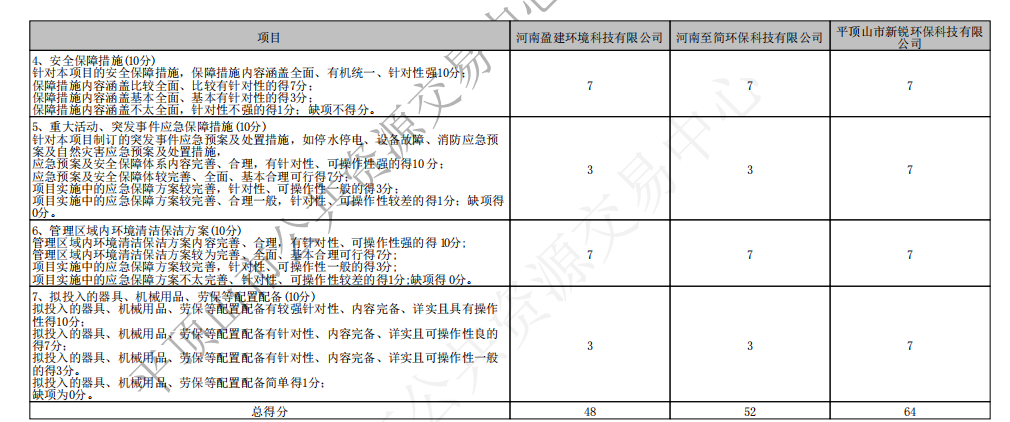 项目
河南盈建环境科技有限公司
河南至简环保科技有限公司
平顶山市新锐环保科技有限
公司
4、安全保障措施(10分)
针对本项目的安全保障措施，保障措施内容涵盖全面、有机统一、针对性强10分；
保障措施内容涵盖比较全面、比较有针对性的得7分；
保障措施内容涵盖基本全面、基本有针对性的得3分；
保障措施内容涵盖不太全面，针对性不强的得1分；缺项不得分。
7
7
7
5、重大活动、突发事件应急保障措施(10分)
针对本项目制订的突发事件应急预案及处置措施，如停水停电、设备故障、消防应急预
案及自然灾害应急预案及处置措施，
应急预案及安全保障体系内容完善、合理，有针对性、可操作性强的得10分；
应急预案及安全保障体较完善、全面、基本合理可行得7分；
项目实施中的应急保障方案较完善，针对性、可操作性一般的得3分；
项目实施中的应急保障方案较完善、合理一般，针对性、可操作性较差的得1分；缺项得
0分。
3
3
7
6、管理区域内环境清洁保洁方案(10分)
管理区域内环境清洁保洁方案内容完善、合理，有针对性、可操作性强的得 10分；
管理区域内环境清洁保洁方案较为完善、全面、基本合理可行得7分；
项目实施中的应急保障方案较完善，针对性、可操作性一般的得3分；
项目实施中的应急保障方案不太完善、针对性、可操作性较差的得1分;缺项得 0分。
7
7
7
7、拟投入的器具、机械用品、劳保等配置配备(10分)
拟投入的器具、机械用品、劳保等配置配备有较强针对性、内容完备、详实且具有操作
性得10分；
拟投入的器具、机械用品、劳保等配置配备有针对性、内容完备、详实且可操作性良的
得7分；
拟投入的器具、机械用品、劳保等配置配备有针对性、内容完备、详实且可操作性一般
的得3分。
拟投入的器具、机械用品、劳保等配置配备简单得1分；
缺项为0分。
3
3
7
总得分
48
52
64
平顶山市公共资源交易中心
公共资源交易中心